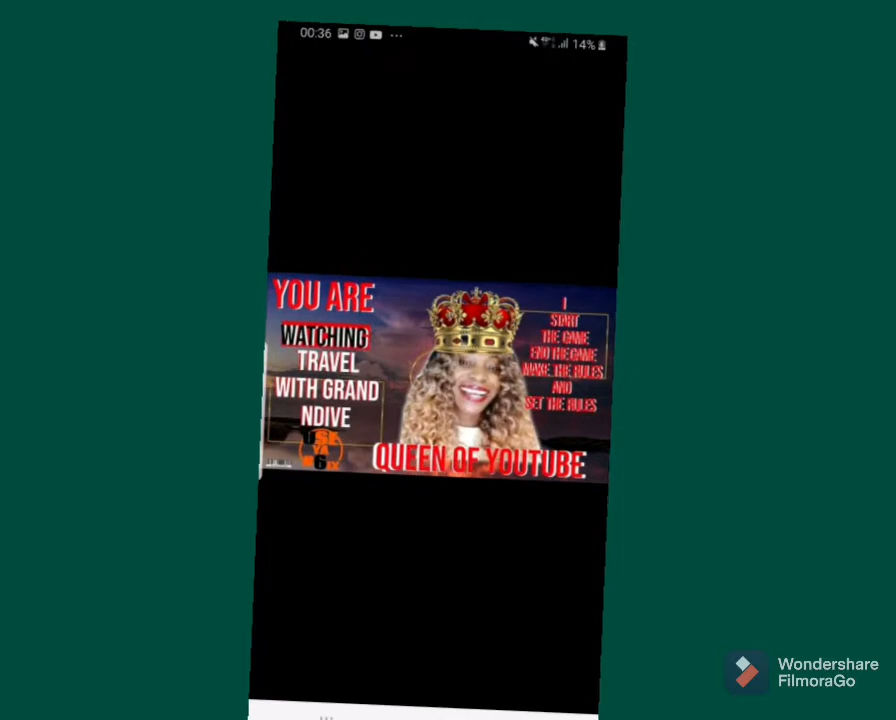 00:36
14%
YOU ARE
WATCHING
TRAVEL
WITH GRAND
NDIVE
I
START
THE GAME
END THE GAME
MAKE THE RULES
AND
SET THE RULES
QUEEN OF YOUTUBE
Wondershare
FilmoraGo